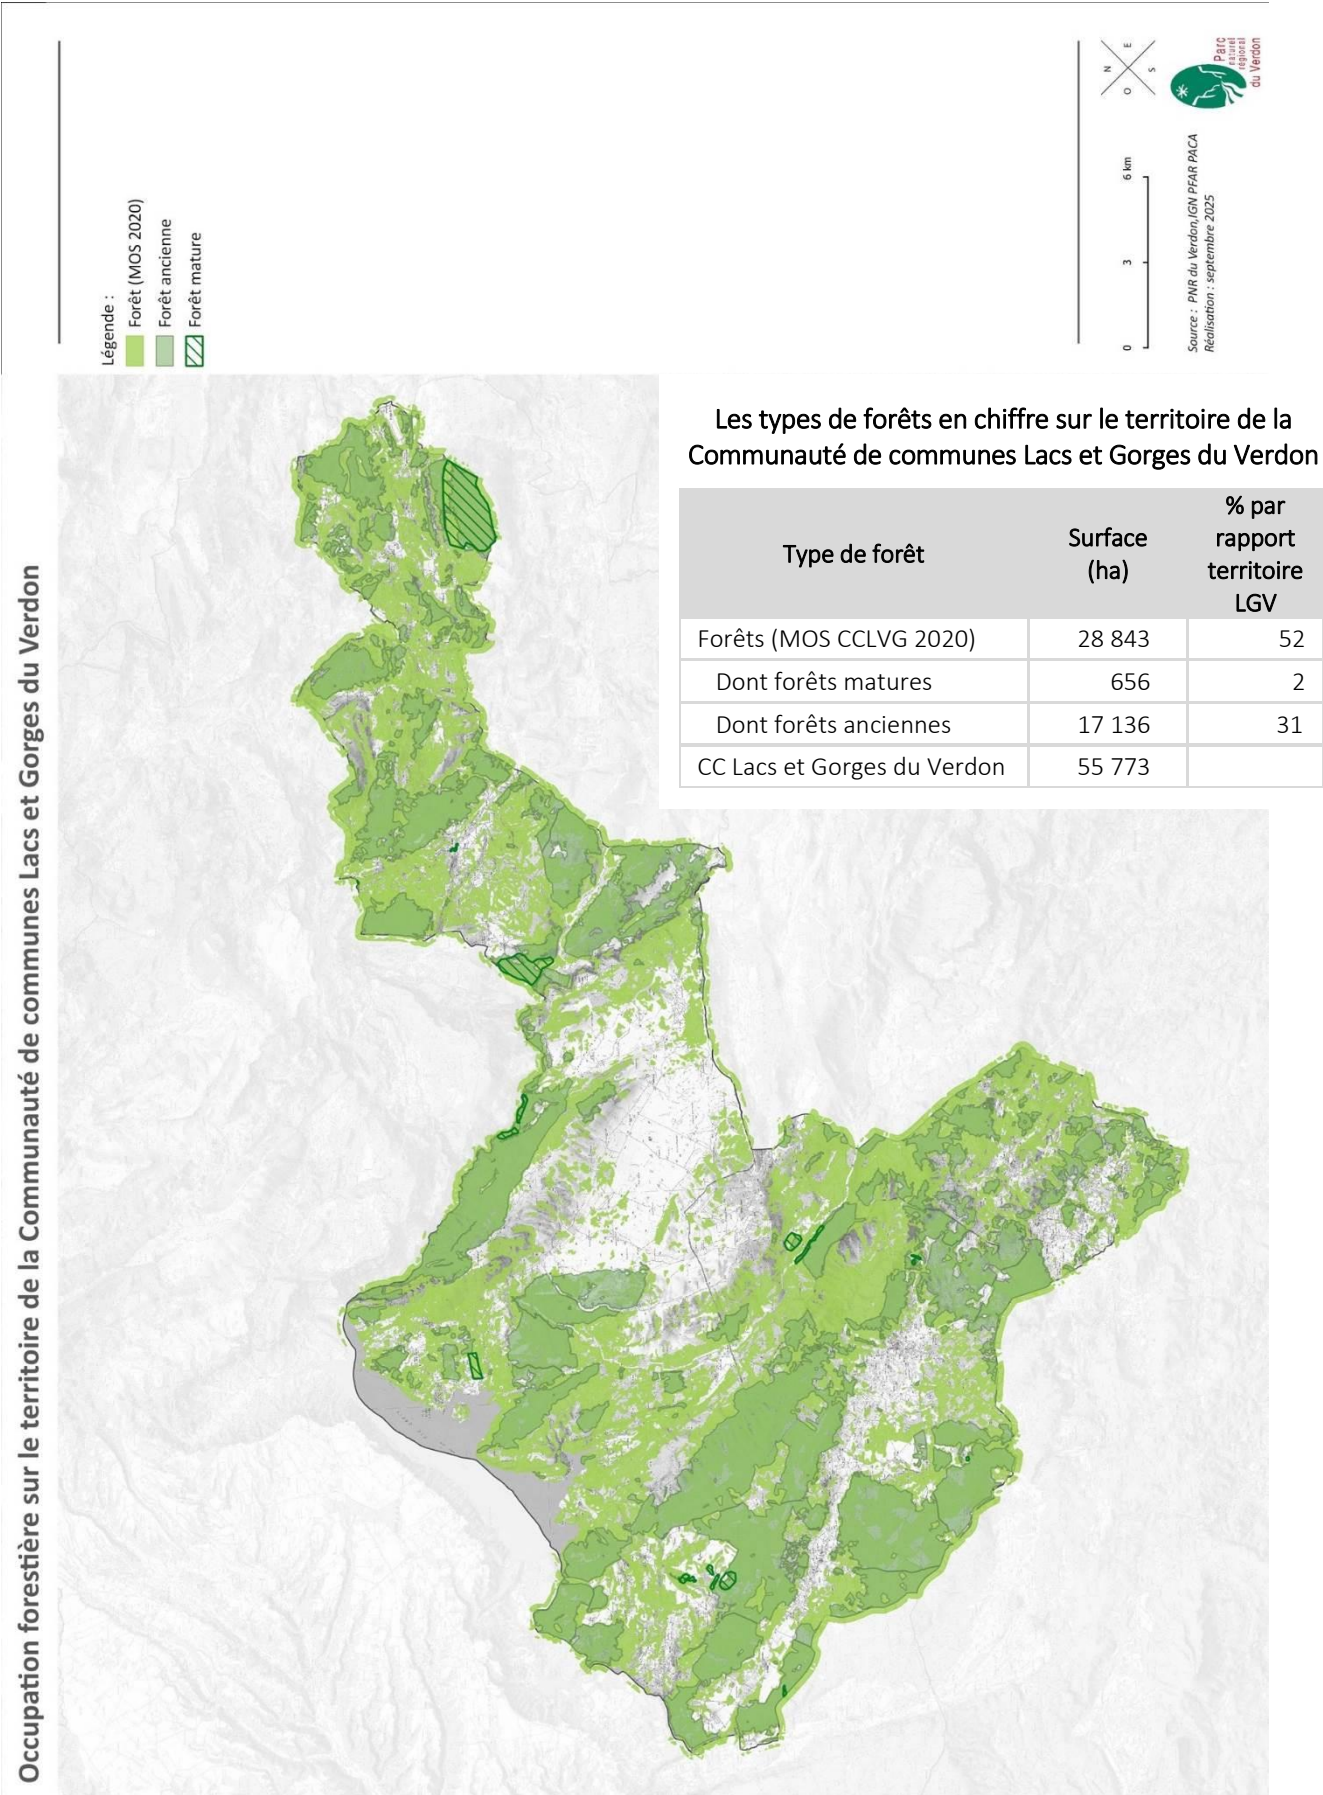 Occupation forestière sur le territoire de la Communauté de communes Lacs et Gorges du Verdon
Légende :
Forêt (MOS 2020)
Forêt ancienne
Forêt mature
N
E
O
S
Parc
naturel
régional
du Verdon
0
3
6 km
Source : PNR du Verdon,IGN PFAR PACA
Réalisation : septembre 2025
Les types de forêts en chiffre sur le territoire de la
Communauté de communes Lacs et Gorges du Verdon
Type de forêt
Surface
(ha)
% par
rapport
territoire
LGV
Forêts (MOS CCLVG 2020) 28 843 52
Dont forêts matures 656 2
Dont forêts anciennes 17 136 31
CC Lacs et Gorges du Verdon 55 773